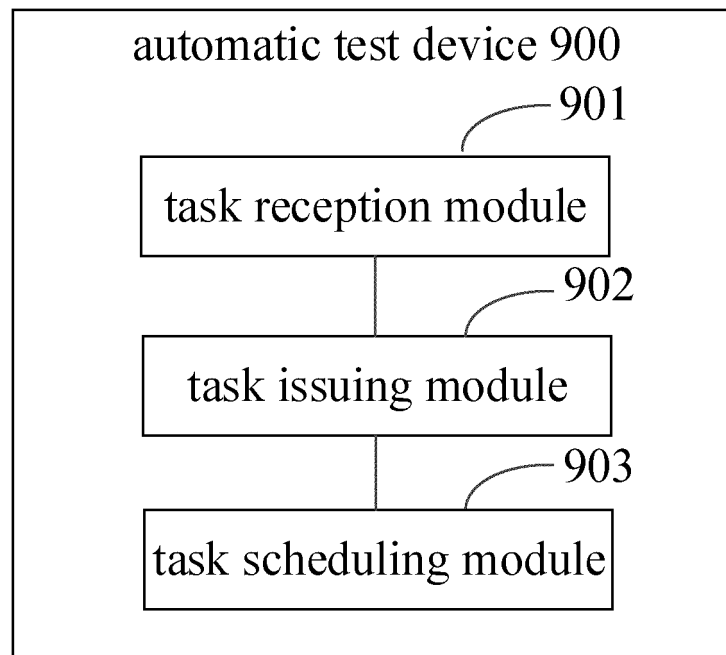 automatic test device 900
901
task reception module
902
task issuing module
903
task scheduling module